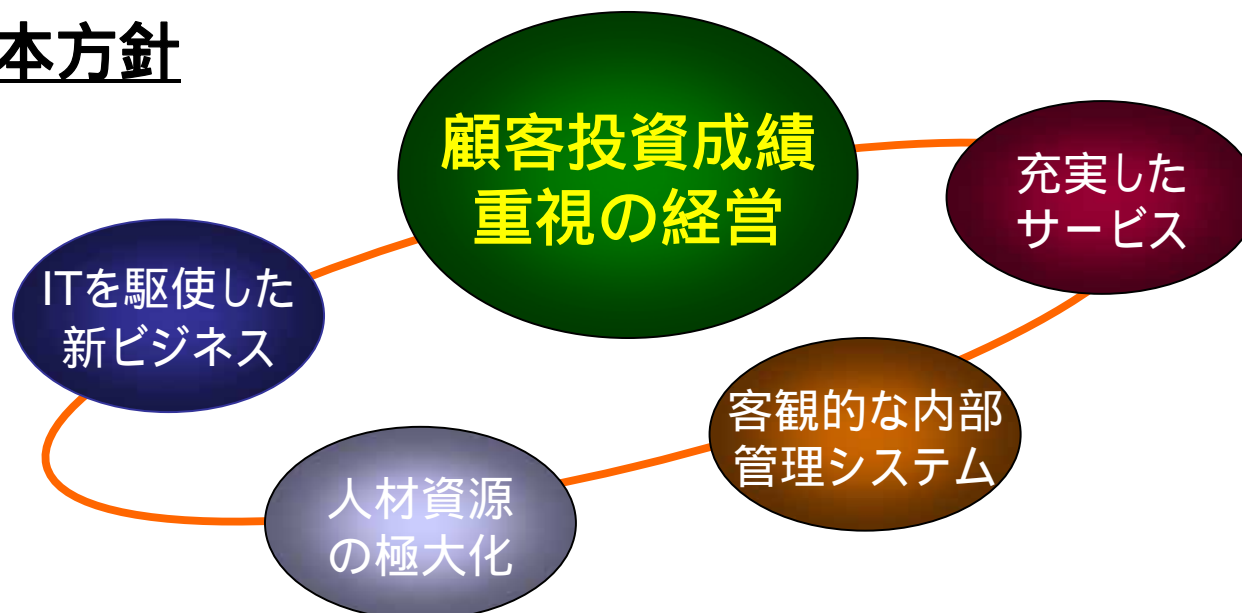 本方針
顧客投資成績
重視の経営
充実した
サービス
ITを駆使した
新ビジネス
客観的な内部
管理システム
人材資源
の極大化